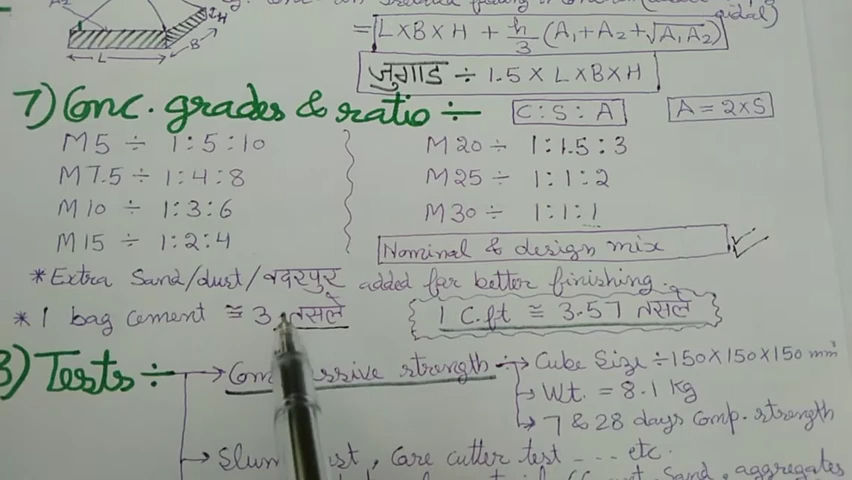 = L×B×H + h/3 (A1+A2+√A1A2)
जुगाड ÷ 1.5 × L×B×H
A2
H
B
L
7) Conc. grades & ratio ÷ C:S:A A=2×S
M5 ÷ 1:5:10
M7.5 ÷ 1:4:8
M10 ÷ 1:3:6
M15 ÷ 1:2:4
M20 ÷ 1:1.5:3
M25 ÷ 1:1:2
M30 ÷ 1:1:1
Nominal & design mix
*Extra Sand/dust/बदरपुर added for better finishing.
* 1 bag cement ≅ 3 तसले
1 C.ft ≅ 3.57 तसले
Tests ÷
strength ÷ Cube Size ÷ 150×150×150 mm
Wt. = 8.1 kg
7 & 28 days Comp. strength
Core cutter test --- etc.
Sand, aggregates